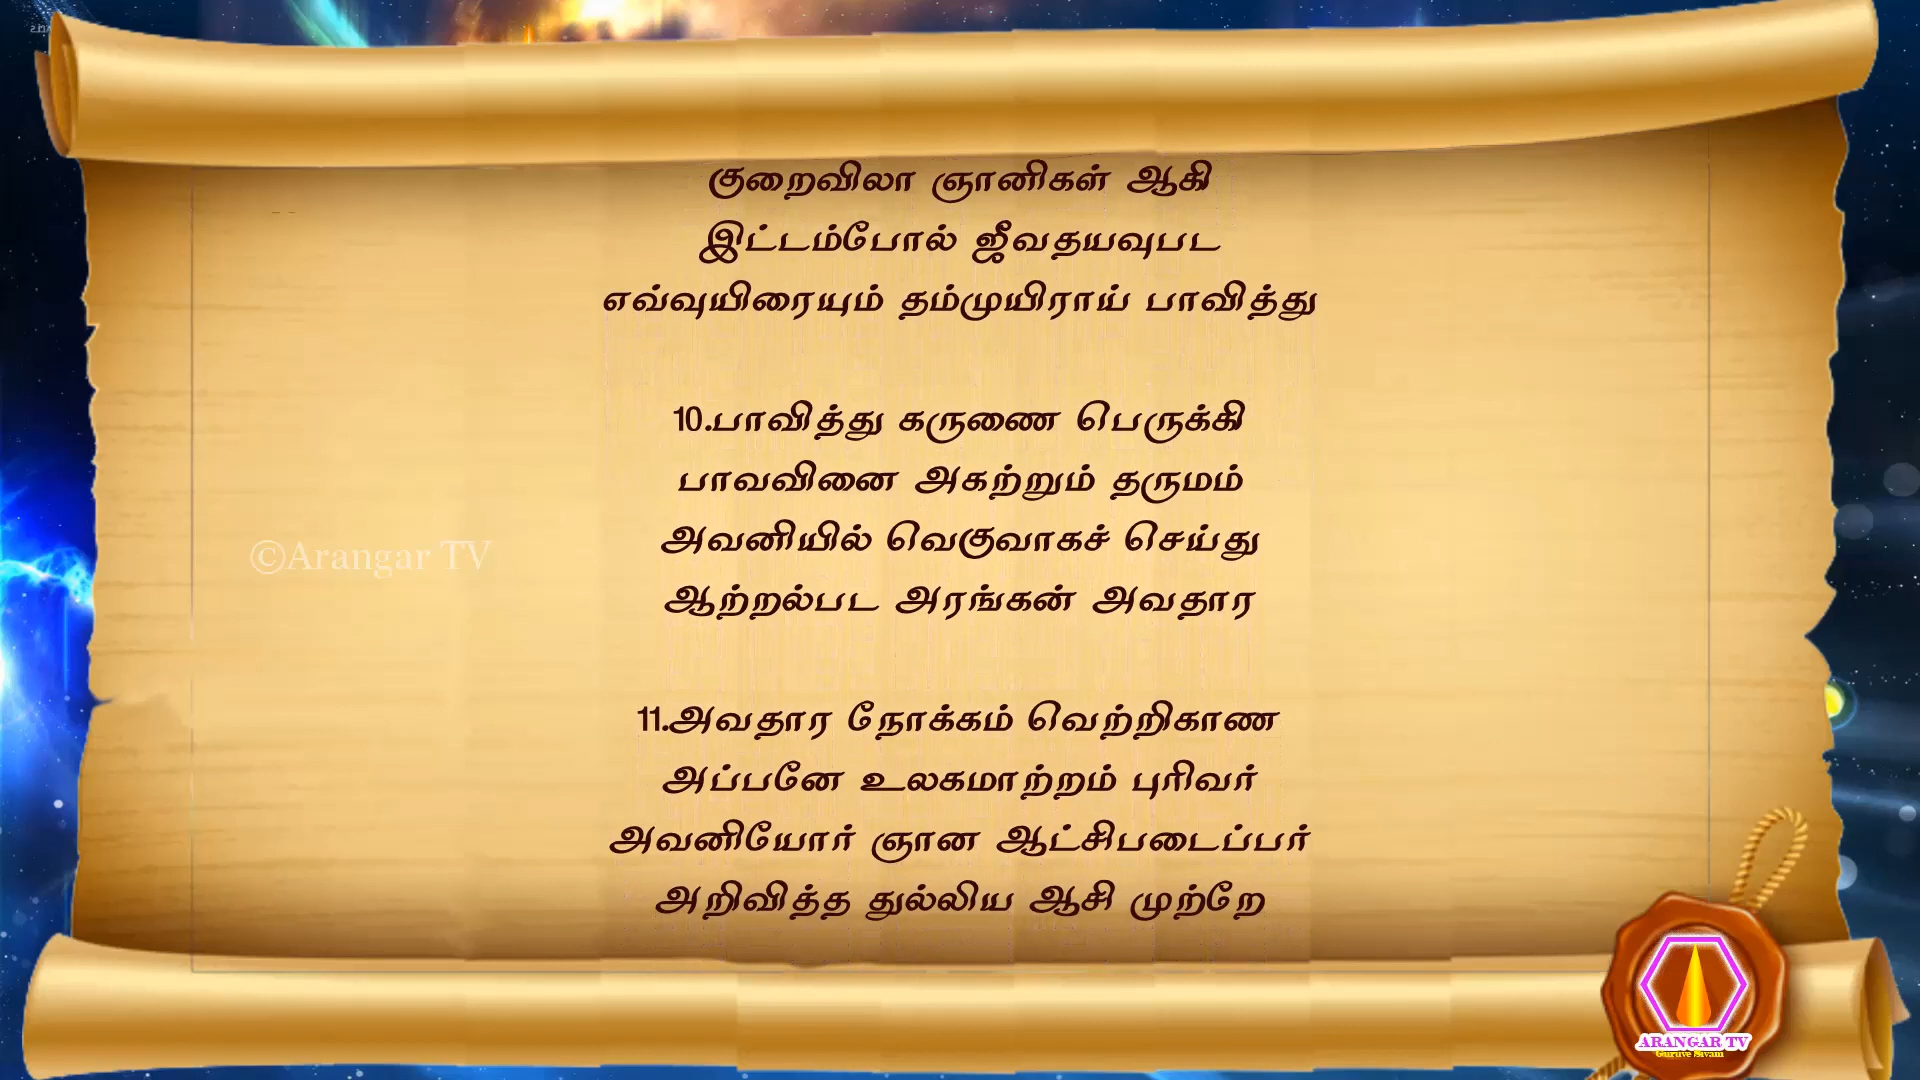 குறைவிலா ஞானிகள் ஆகி
இட்டம்போல் ஜீவதயவுபட
எவ்வுயிரையும் தம்முயிராய் பாவித்து
10.பாவித்து கருணை பெருக்கி
பாவவினை அகற்றும் தருமம்
அவனியில் வெகுவாகச் செய்து
©Arangar TV
ஆற்றல்பட அரங்கன் அவதார
11.அவதார நோக்கம் வெற்றிகாண
அப்பனே உலகமாற்றம் புரிவர்
அவனியோர் ஞான ஆட்சிபடைப்பர்
அறிவித்த துல்லிய ஆசி முற்றே
ARANGAR TV
Guruve Sivam